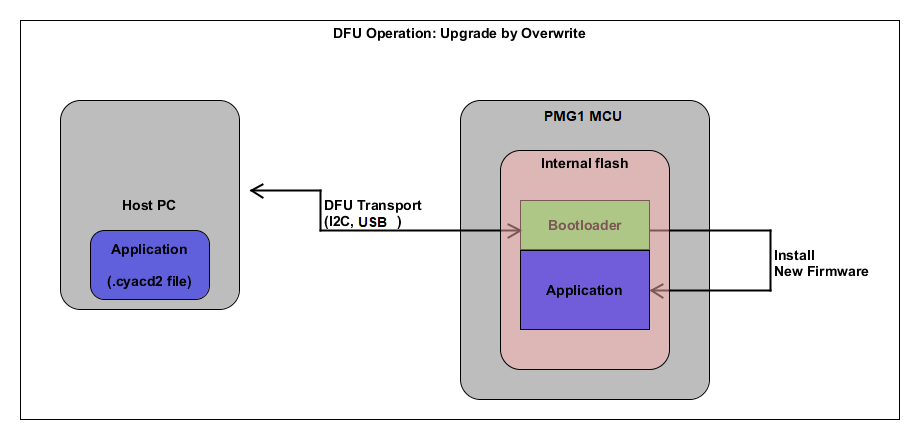 DFU Operation: Upgrade by Overwrite
Host PC
Application
(.cyacd2 file)
DFU Transport
(I2C, USB )
PMG1 MCU
Internal flash
Bootloader
Application
Install
New Firmware